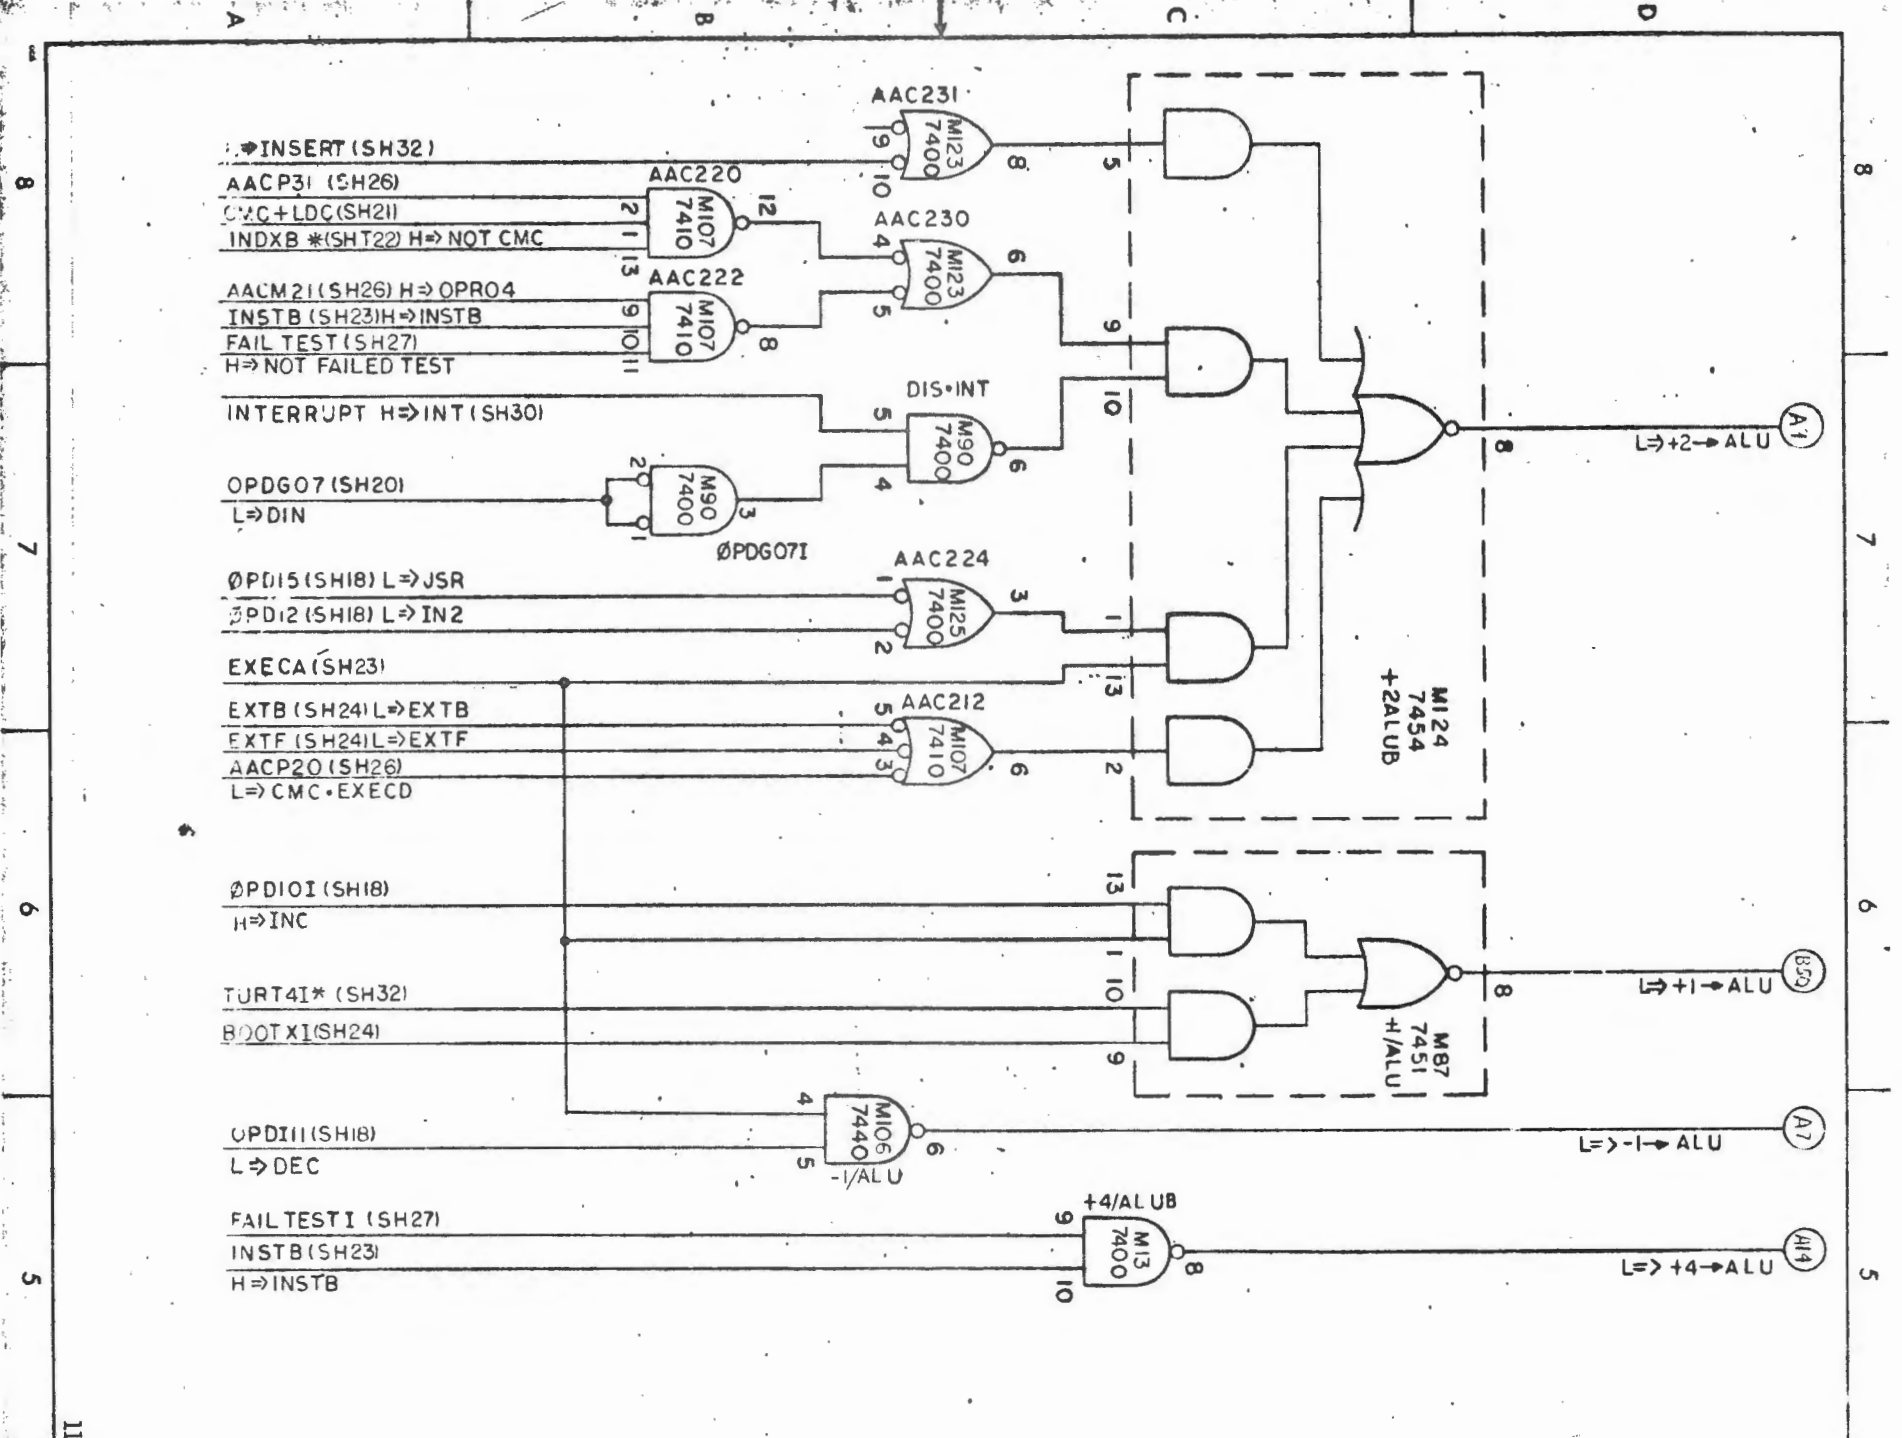 A B C D
8
7
6
5
8
7
6
5
AAC231
M123
7400
9
10
8
5
INSERT (SH32)
AACP31 (SH26)
CMC+LDC(SH21)
INDXB *(SHT22) H⇒NOT CMC
AAC220
M107
7410
2
1
13
12
AAC230
M123
7400
4
5
6
AACM21(SH26) H⇒OPR04
INSTB (SH23)H⇒INSTB
FAIL TEST(SH27)
H⇒NOT FAILED TEST
AAC222
M107
7410
9
10
11
8
9
10
INTERRUPT H⇒INT(SH30)
DIS•INT
M90
7400
5
4
6
OPDG07(SH20)
L⇒DIN
M90
7400
2
1
3
ØPDG07I
8
L⇒+2→ALU
ØPD15(SH18) L⇒JSR
ØPD12(SH18) L⇒IN2
AAC224
M125
7400
1
2
3
1
13
EXECA(SH23)
EXTB(SH24)L⇒EXTB
EXTF(SH24)L⇒EXTF
AACP20(SH26)
L⇒CMC•EXECD
AAC212
M107
7410
5
4
3
6
2
M124
7454
+2ALUB
ØPD10I(SH18)
H⇒INC
13
1
TURT4I* (SH32)
BOOTXI(SH24)
10
9
M87
7451
+1/ALU
8
L⇒+1→ALU
OPD111(SH18)
L⇒DEC
4
5
M106
7440
6
-1/ALU
A7
L=>-1→ALU
FAIL TEST I (SH27)
INSTB(SH23)
H⇒INSTB
+4/ALUB
9
10
M13
7400
8
A14
L=> +4→ALU